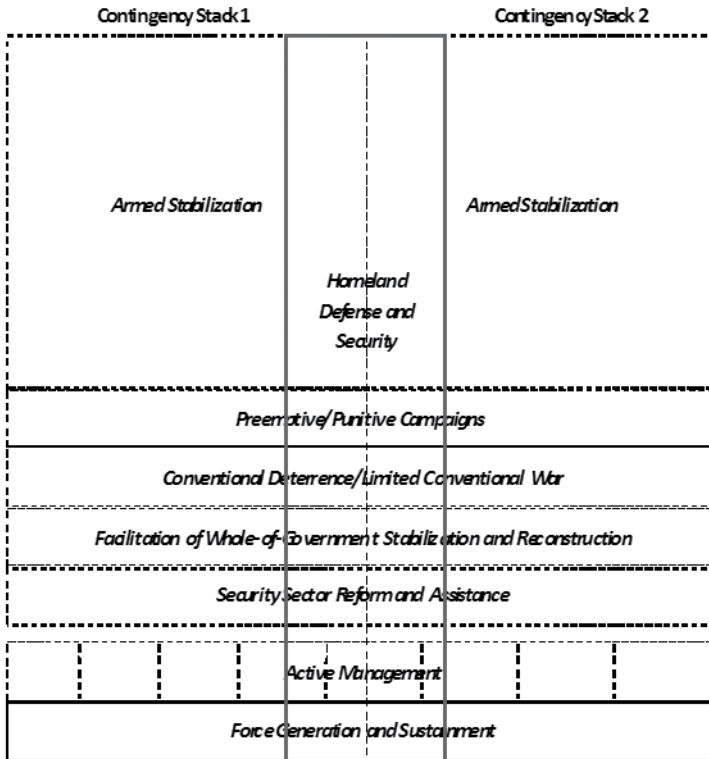 Contingency Stack 1
Contingency Stack 2
Armed Stabilization
Armed Stabilization
Homeland
Defense and
Security
Preemptive/Punitive Campaigns
Conventional Deterrence/Limited Conventional War
Facilitation of Whole-of-Government Stabilization and Reconstruction
Security Sector Reform and Assistance
Active Management
Force Generation and Sustainment